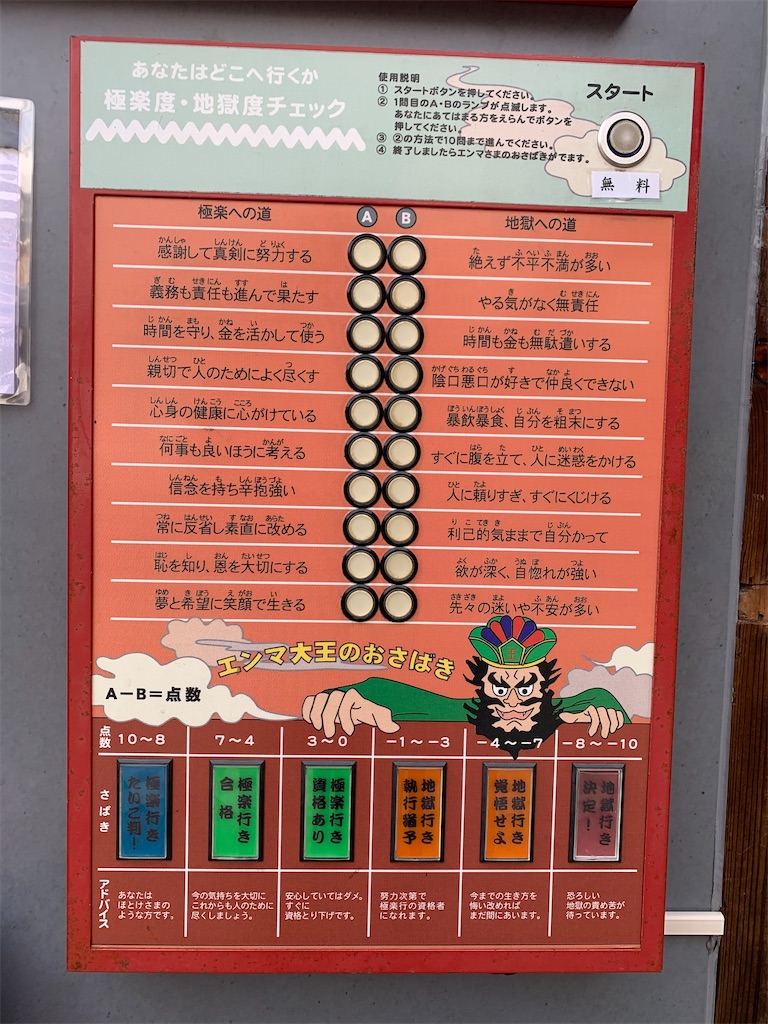 あなたはどこへ行くか
極楽度・地獄度チェック
使用説明
① スタートボタンを押してください。
② 1問目のA・Bのランプが点滅します。
あなたにあてはまる方をえらんでボタンを
押してください。
③ ②の方法で10問まで進んでください。
④ 終了しましたらエンマさまのおさばきがでます。
スタート
無料
極楽への道 A B 地獄への道
感謝して真剣に努力する 絶えず不平不満が多い
義務も責任も進んで果たす やる気がなく無責任
時間を守り、金を活かして使う 時間も金も無駄遣いする
親切で人のためによく尽くす 陰口悪口が好きで仲良くできない
心身の健康に心がけている 暴飲暴食、自分を粗末にする
何事も良いほうに考える すぐに腹を立て、人に迷惑をかける
信念を持ち辛抱強い 人に頼りすぎ、すぐにくじける
常に反省し素直に改める 利己的気ままで自分かって
恥を知り、恩を大切にする 欲が深く、自惚れが強い
夢と希望に笑顔で生きる 先々の迷いや不安が多い
エンマ大王のおさばき
王
A−B=点数
点数 10〜8 7〜4 3〜0 −1〜−3 −4〜−7 −8〜−10
さばき
極楽行き
たいこ判!
極楽行き
合格
極楽行き
資格あり
地獄行き
執行猶予
地獄行き
覚悟せよ
地獄行き
決定!
アドバイス
あなたは
ほとけさまの
ような方です。
今の気持ちを大切に
これからも人のために
尽くしましょう。
安心していてはダメ。
すぐに
資格とり下げです。
努力次第で
極楽行の資格者
になれます。
今までの生き方を
悔い改めれば
まだ間にあいます。
恐ろしい
地獄の責め苦が
待っています。